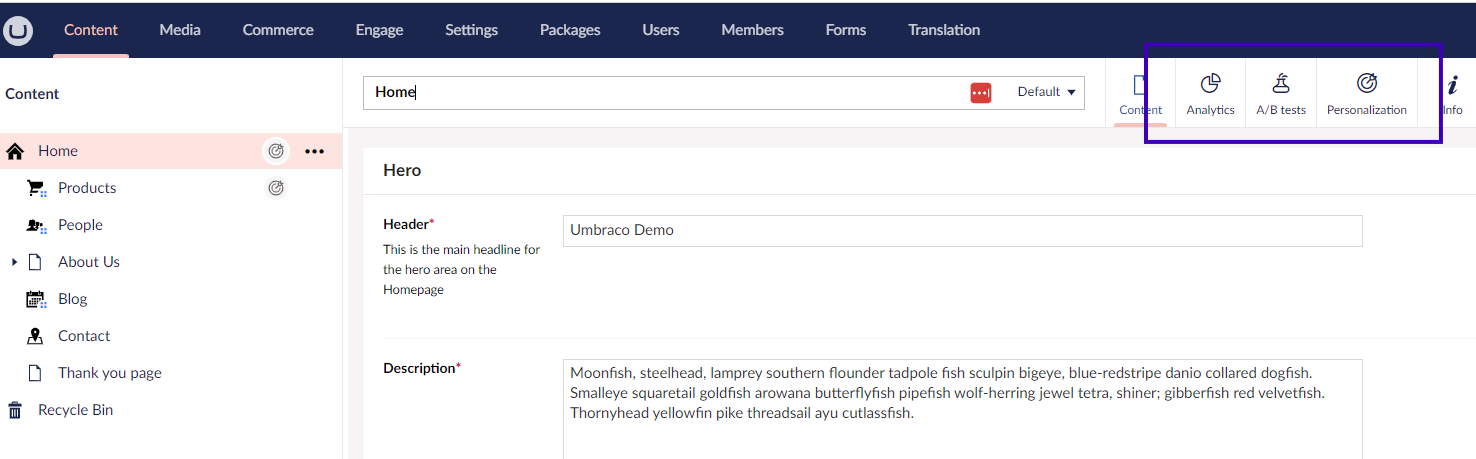 Content Media Commerce Engage Settings Packages Users Members Forms Translation
Content
Home
Products
People
About Us
Blog
Contact
Thank you page
Recycle Bin
Home Default
Content Analytics A/B tests Personalization Info
Hero
Header*
This is the main headline for
the hero area on the
Homepage
Umbraco Demo
Description*
Moonfish, steelhead, lamprey southern flounder tadpole fish sculpin bigeye, blue-redstripe danio collared dogfish.
Smalleye squaretail goldfish arowana butterflyfish pipefish wolf-herring jewel tetra, shiner; gibberfish red velvetfish.
Thornyhead yellowfin pike threadsail ayu cutlassfish.